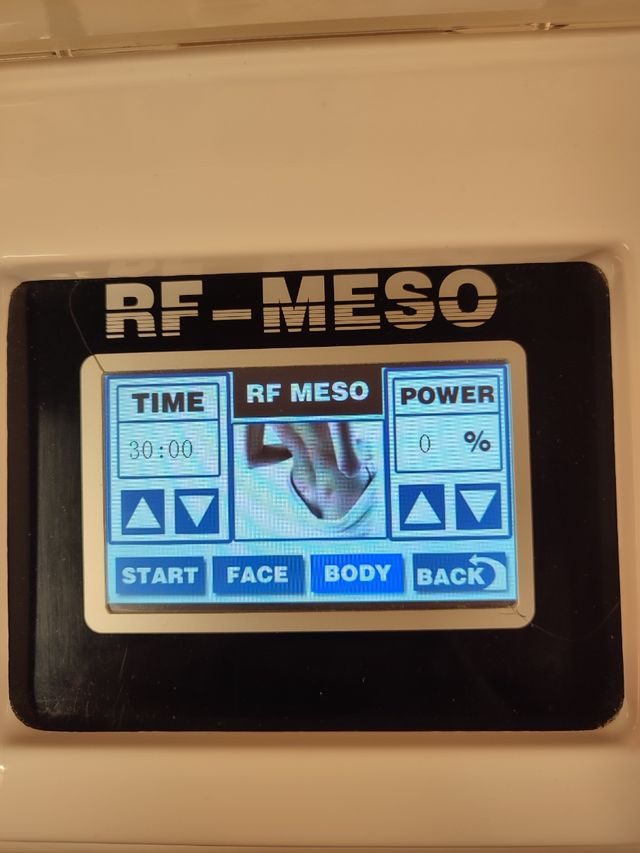 RF-MESO
TIME
RF MESO
POWER
30:00
0 %
START
FACE
BODY
BACK